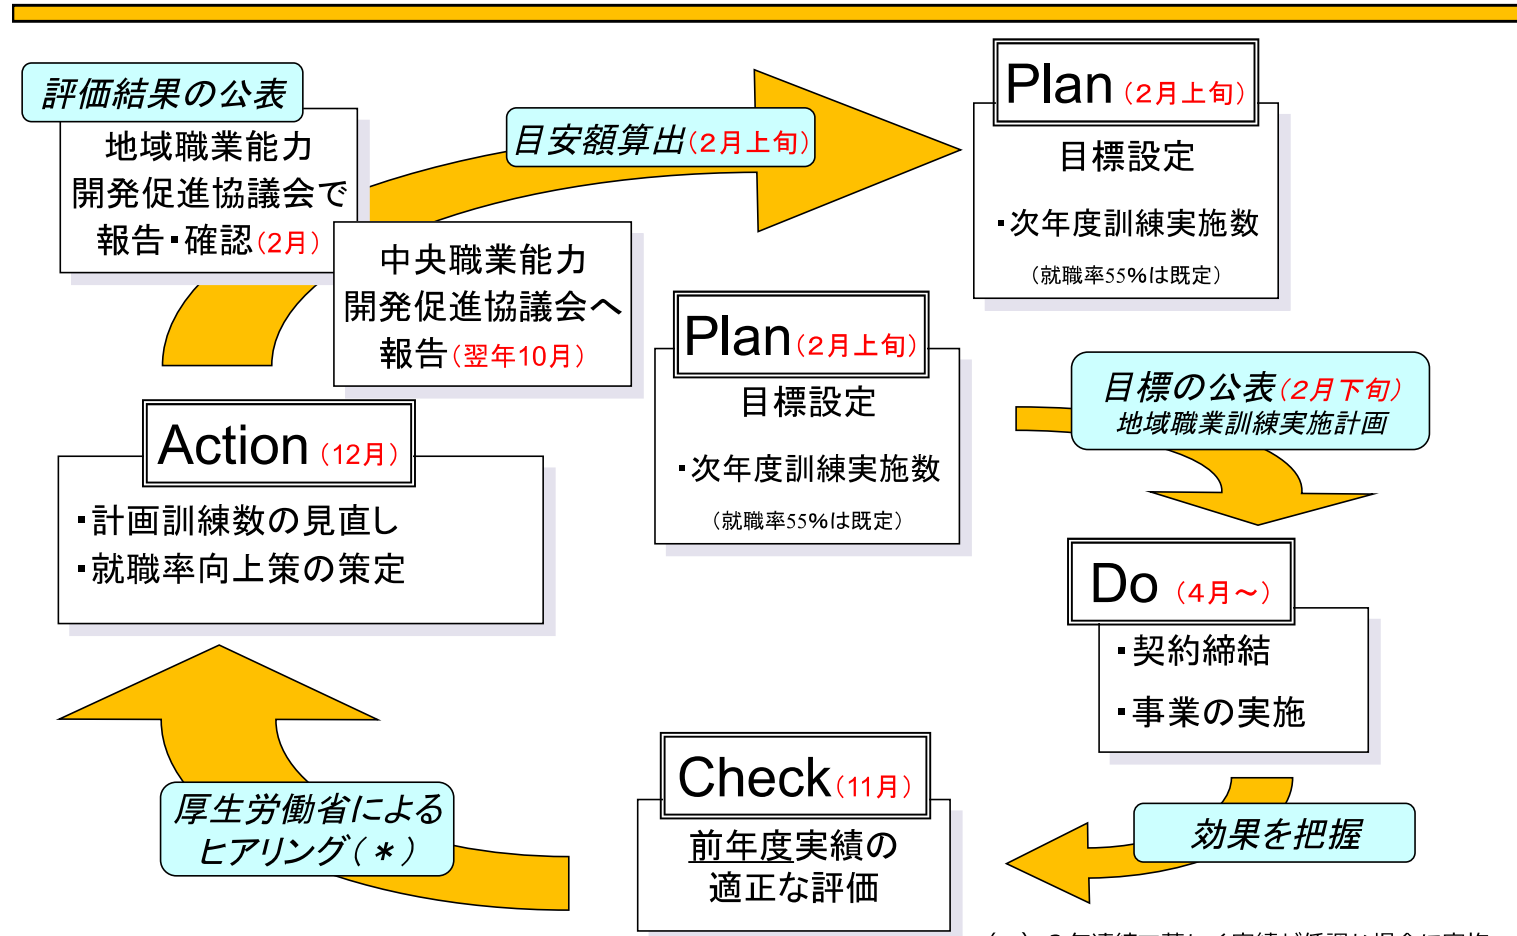 評価結果の公表
地域職業能力
開発促進協議会で
報告・確認(2月)
中央職業能力
開発促進協議会へ
報告(翌年10月)
目安額算出(2月上旬)
Plan(2月上旬)
目標設定
・次年度訓練実施数
(就職率55%は既定)
Plan(2月上旬)
目標設定
・次年度訓練実施数
(就職率55%は既定)
目標の公表(2月下旬)
地域職業訓練実施計画
Do(4月~)
・契約締結
・事業の実施
効果を把握
Check(11月)
前年度実績の
適正な評価
厚生労働省による
ヒアリング(*)
Action(12月)
・計画訓練数の見直し
・就職率向上策の策定